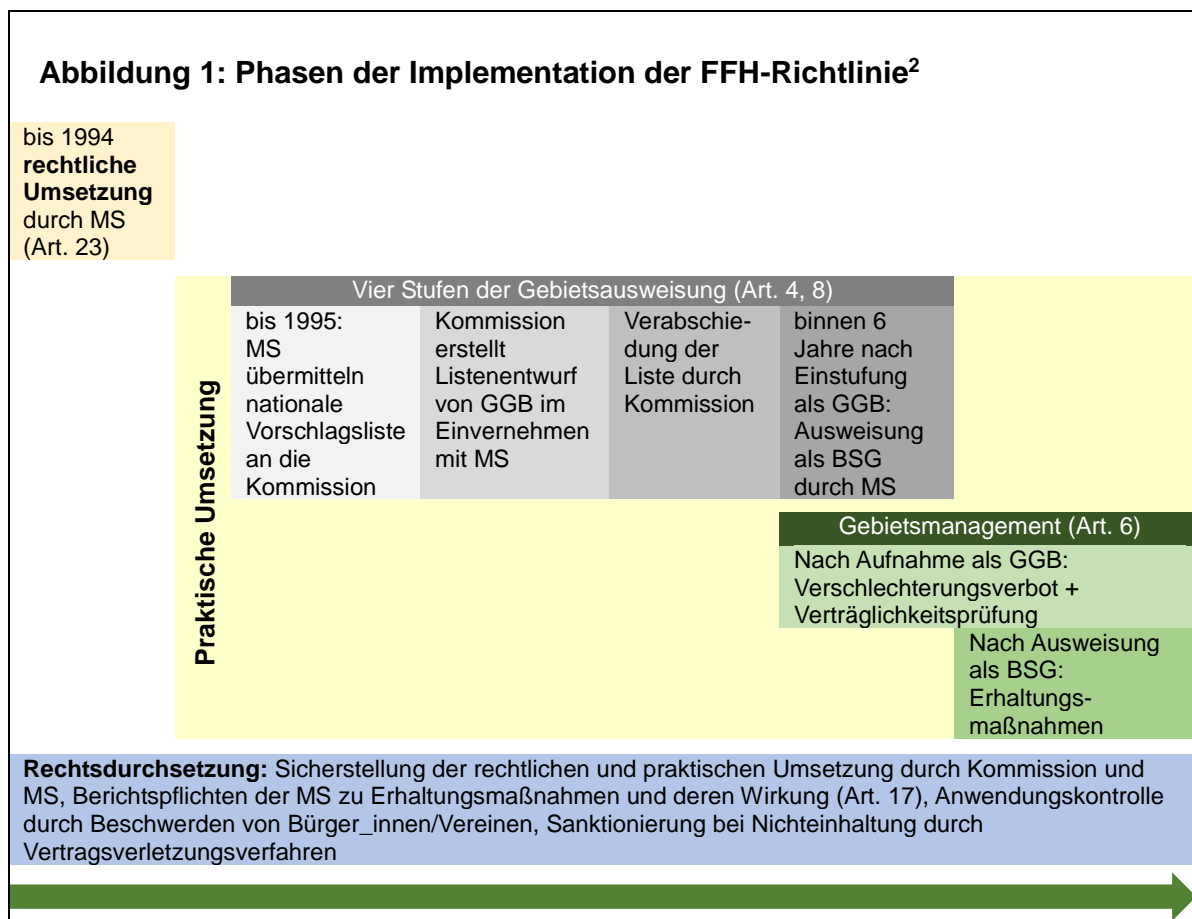 Abbildung 1: Phasen der Implementation der FFH-Richtlinie²
bis 1994
rechtliche
Umsetzung
durch MS
(Art. 23)
Praktische Umsetzung
Vier Stufen der Gebietsausweisung (Art. 4, 8)
bis 1995:
MS
übermitteln
nationale
Vorschlagsliste
an die
Kommission
Kommission
erstellt
Listenentwurf
von GGB im
Einvernehmen
mit MS
Verabschie-
dung der
Liste durch
Kommission
binnen 6
Jahre nach
Einstufung
als GGB:
Ausweisung
als BSG
durch MS
Gebietsmanagement (Art. 6)
Nach Aufnahme als GGB:
Verschlechterungsverbot +
Verträglichkeitsprüfung
Nach Ausweisung
als BSG:
Erhaltungs-
maßnahmen
Rechtsdurchsetzung: Sicherstellung der rechtlichen und praktischen Umsetzung durch Kommission und
MS, Berichtspflichten der MS zu Erhaltungsmaßnahmen und deren Wirkung (Art. 17), Anwendungskontrolle
durch Beschwerden von Bürger_innen/Vereinen, Sanktionierung bei Nichteinhaltung durch
Vertragsverletzungsverfahren